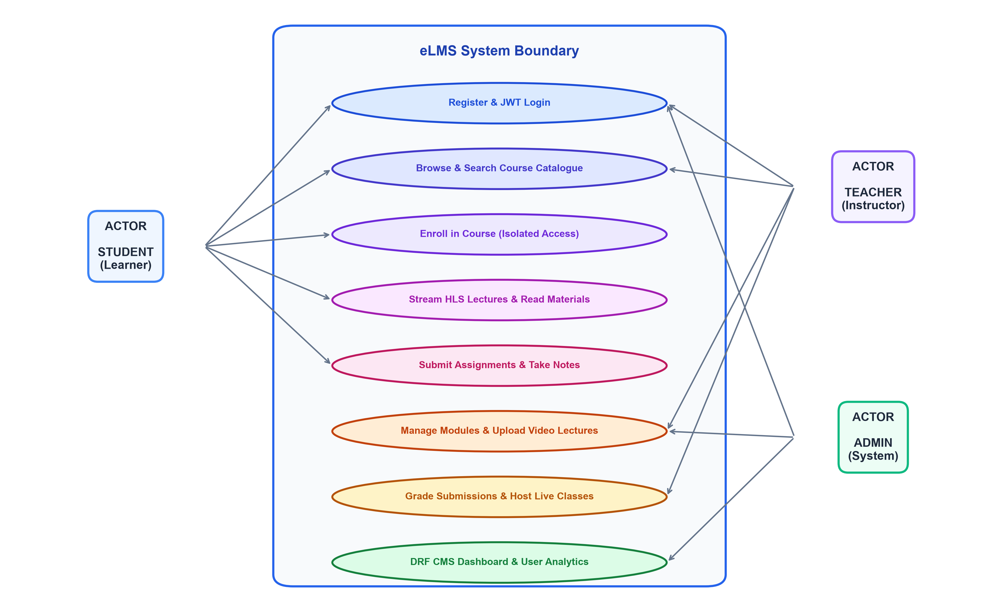 eLMS System Boundary
Register & JWT Login
Browse & Search Course Catalogue
Enroll in Course (Isolated Access)
Stream HLS Lectures & Read Materials
Submit Assignments & Take Notes
Manage Modules & Upload Video Lectures
Grade Submissions & Host Live Classes
DRF CMS Dashboard & User Analytics
ACTOR
STUDENT
(Learner)
ACTOR
TEACHER
(Instructor)
ACTOR
ADMIN
(System)